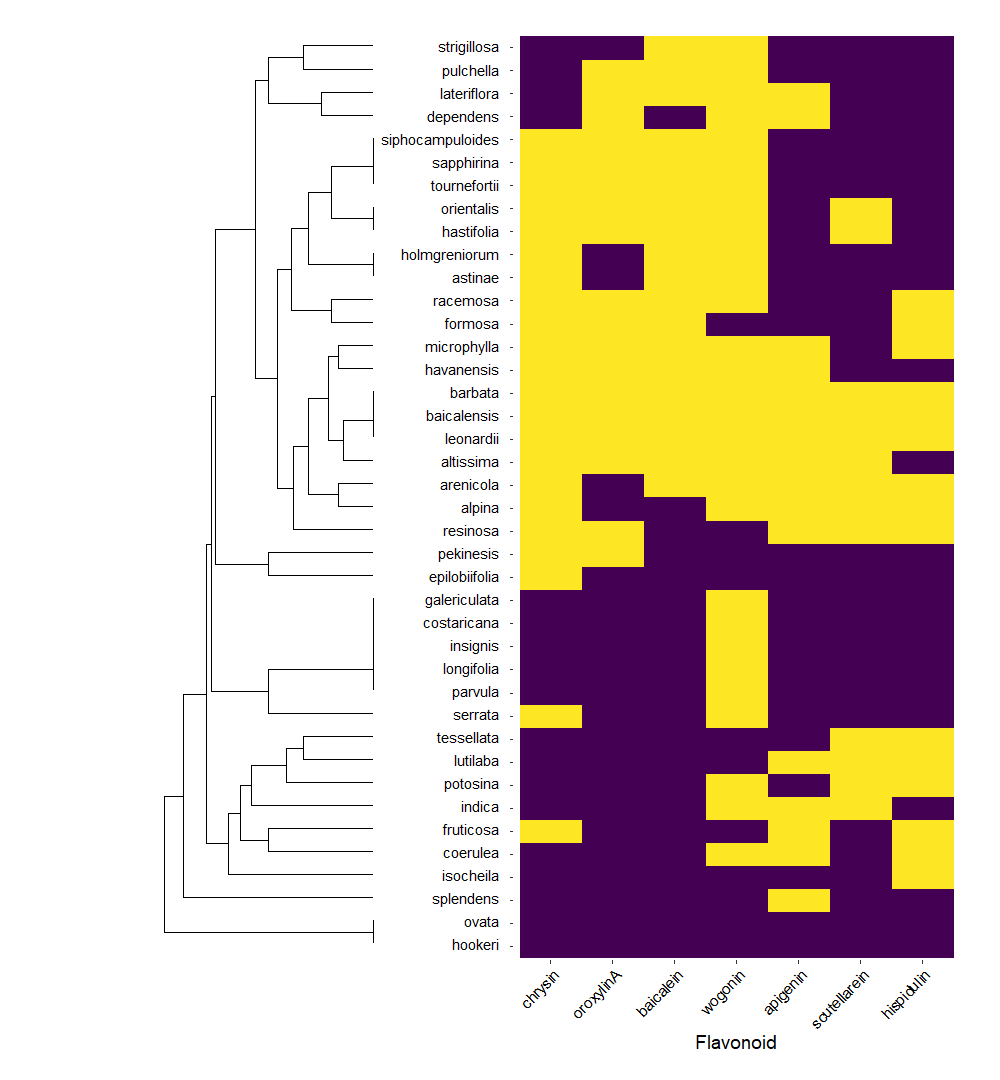 strigillosa
pulchella
lateriflora
dependens
siphocampuloides
sapphirina
tournefortii
orientalis
hastifolia
holmgreniorum
astinae
racemosa
formosa
microphylla
havanensis
barbata
baicalensis
leonardii
altissima
arenicola
alpina
resinosa
pekinesis
epilobiifolia
galericulata
costaricana
insignis
longifolia
parvula
serrata
tessellata
lutilaba
potosina
indica
fruticosa
coerulea
isocheila
splendens
ovata
hookeri
chrysin
oroxylinA
baicalein
wogonin
apigenin
scutellarein
hispidulin
Flavonoid